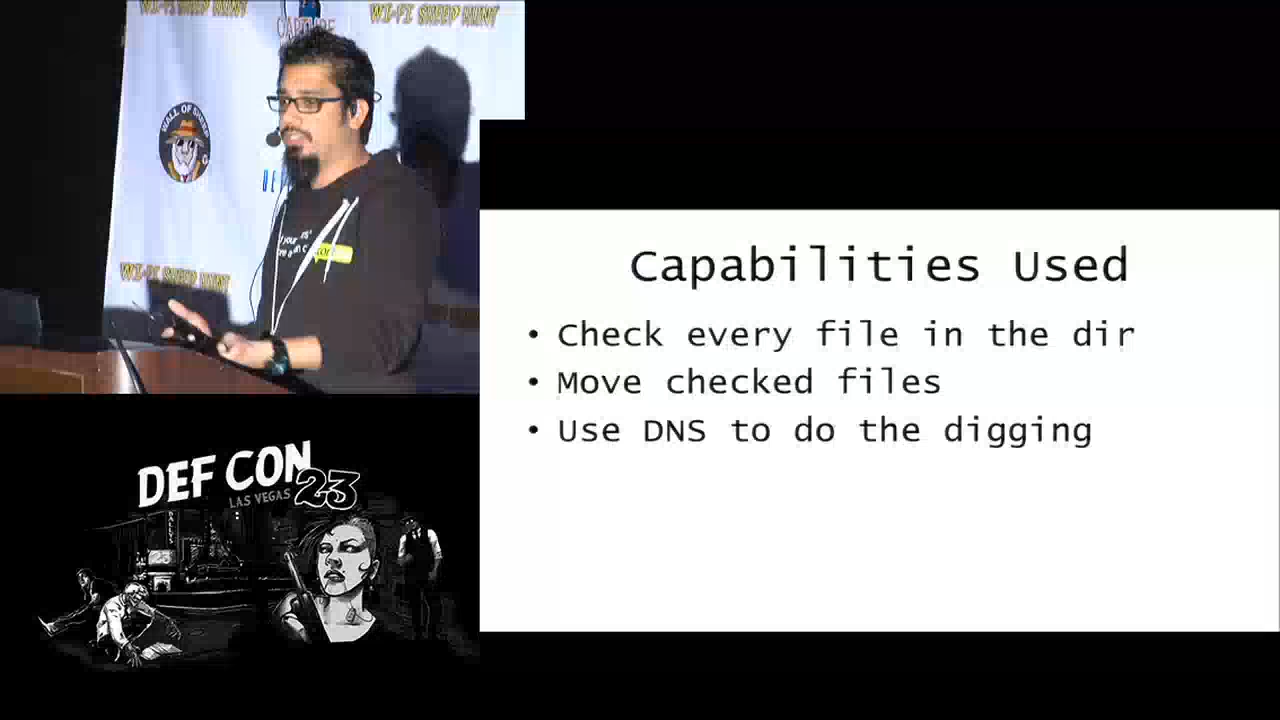 WI-FI SHEEP HUNT
CAPTURE
WI-FI SHEEP HUNT
WALL OF SHEEP
DEF
WI-FI SHEEP HUNT
Capabilities Used
• Check every file in the dir
• Move checked files
• Use DNS to do the digging
DEF CON
LAS VEGAS 23
BALLY'S